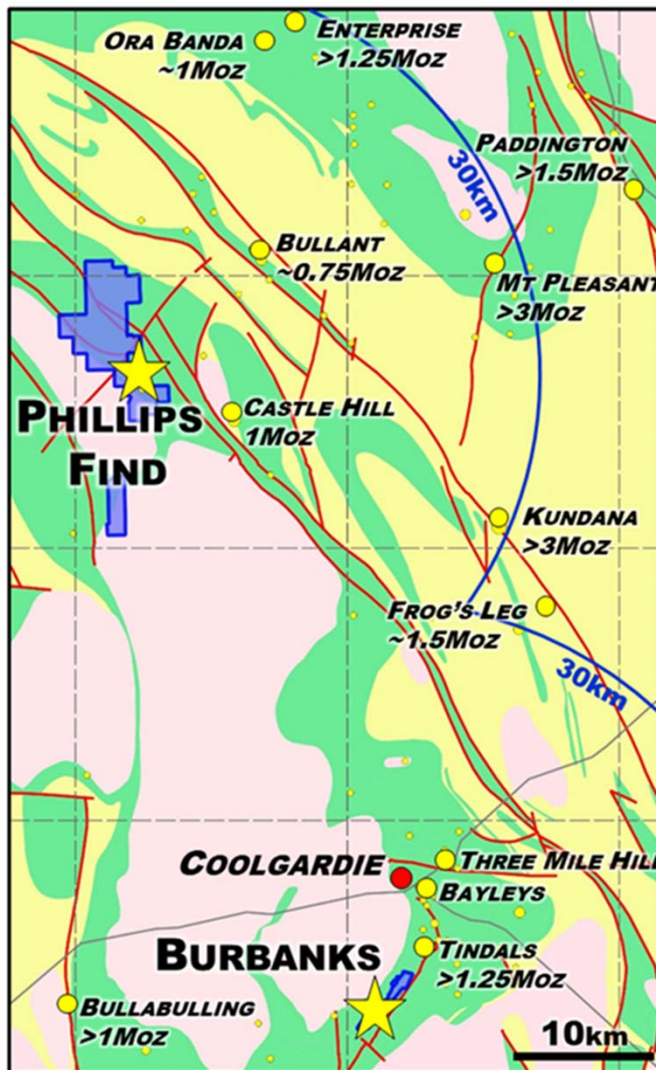 ORA BANDA
~1MOZ
ENTERPRISE
>1.25MOZ
PADDINGTON
>1.5MOZ
30km
BULLANT
~0.75MOZ
MT PLEASANT
>3MOZ
PHILLIPS
FIND
CASTLE HILL
1MOZ
KUNDANA
>3MOZ
FROG'S LEG
~1.5MOZ
30km
COOLGARDIE
THREE MILE HILL
BAYLEYS
BURBANKS
TINDALS
>1.25MOZ
BULLABULLING
>1MOZ
10KM